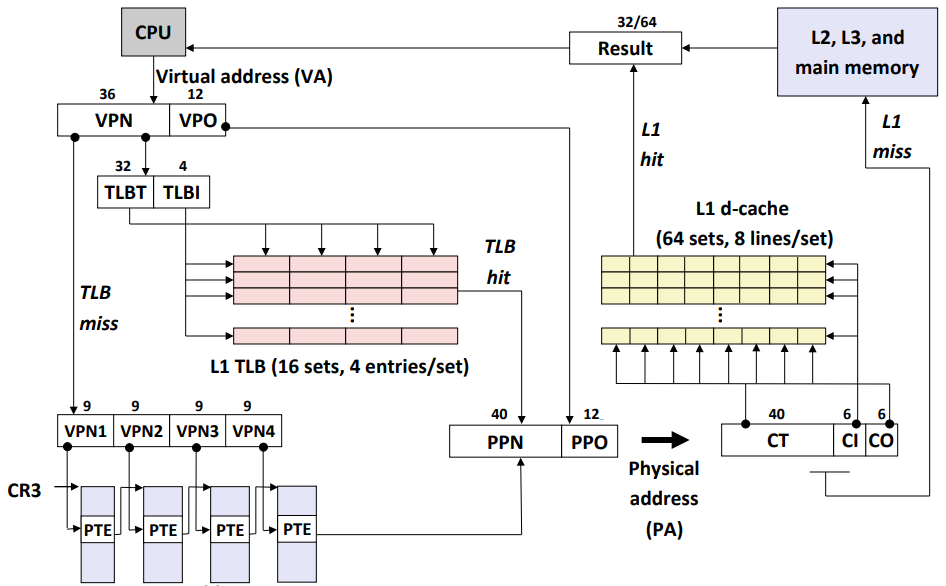 CPU
32/64
Result
L2, L3, and
main memory
Virtual address (VA)
36
12
VPN
VPO
L1
hit
L1
miss
32
4
TLBT
TLBI
L1 d-cache
(64 sets, 8 lines/set)
TLB
hit
TLB
miss
...
...
L1 TLB (16 sets, 4 entries/set)
9
9
9
9
VPN1
VPN2
VPN3
VPN4
40
12
PPN
PPO
40
6
6
CT
CI
CO
Physical
address
(PA)
CR3
PTE
PTE
PTE
PTE